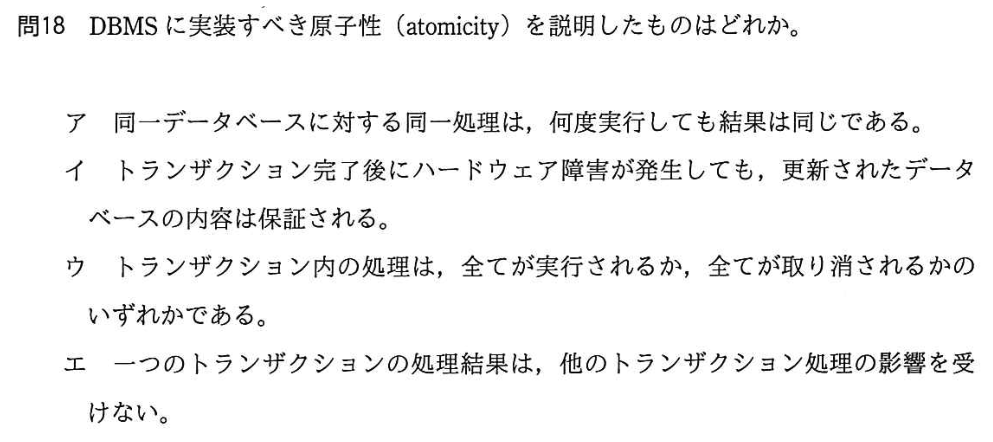 問18 DBMS に実装すべき原子性（atomicity）を説明したものはどれか。
ア 同一データベースに対する同一処理は，何度実行しても結果は同じである。
イ トランザクション完了後にハードウェア障害が発生しても，更新されたデータ
ベースの内容は保証される。
ウ トランザクション内の処理は，全てが実行されるか，全てが取り消されるかの
いずれかである。
エ 一つのトランザクションの処理結果は，他のトランザクション処理の影響を受
けない。